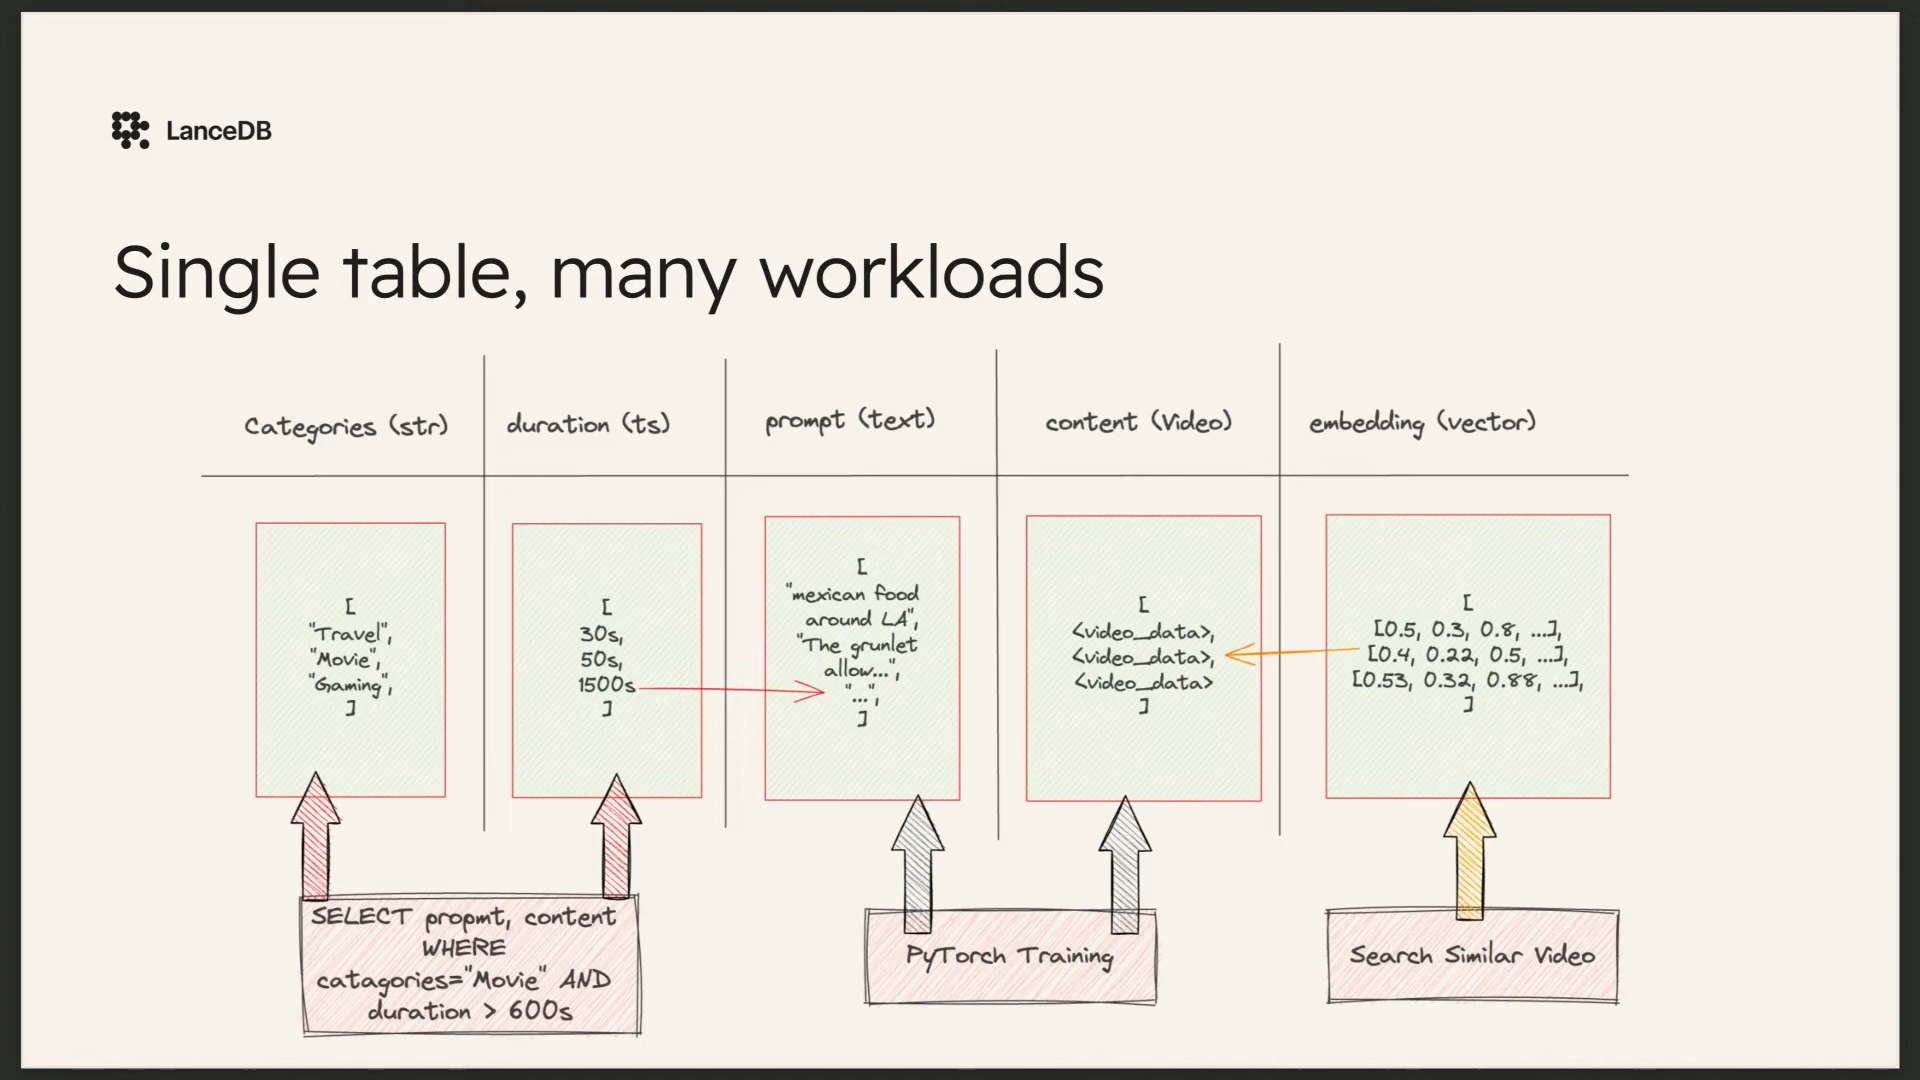 LanceDB
Single table, many workloads
Categories (str)
duration (ts)
prompt (text)
content (Video)
embedding (vector)
[
"Travel",
"Movie",
"Gaming",
]
[
30s,
50s,
1500s
]
[
"mexican food
around LA",
"The grunlet
allow...",
"...",
]
[
<video_data>,
<video_data>,
<video_data>
]
[
[0.5, 0.3, 0.8, ...],
[0.4, 0.22, 0.5, ...],
[0.53, 0.32, 0.88, ...],
]
SELECT propmt, content
WHERE
catagories="Movie" AND
duration > 600s
PyTorch Training
Search Similar Video